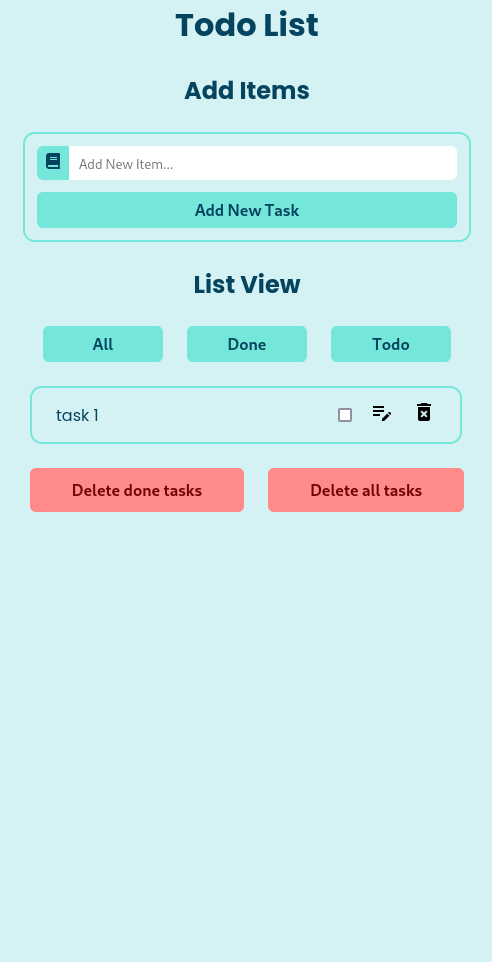 Todo List
Add Items
Add New Item...
Add New Task
List View
All Done Todo
task 1
Delete done tasks Delete all tasks